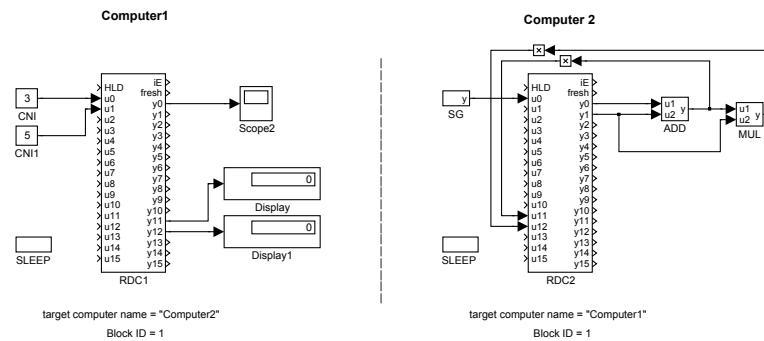 Computer1
3
CNI
5
CNI1
HLD
u0
u1
u2
u3
u4
u5
u6
u7
u8
u9
u10
u11
u12
u13
u14
u15
iE
fresh
y0
y1
y2
y3
y4
y5
y6
y7
y8
y9
y10
y11
y12
y13
y14
y15
RDC1
Scope2
0
Display
0
Display1
SLEEP
target computer name = "Computer2"
Block ID = 1
Computer 2
y
SG
HLD
u0
u1
u2
u3
u4
u5
u6
u7
u8
u9
u10
u11
u12
u13
u14
u15
iE
fresh
y0
y1
y2
y3
y4
y5
y6
y7
y8
y9
y10
y11
y12
y13
y14
y15
RDC2
u1
u2
y
ADD
u1
u2
y
MUL
SLEEP
target computer name = "Computer1"
Block ID = 1